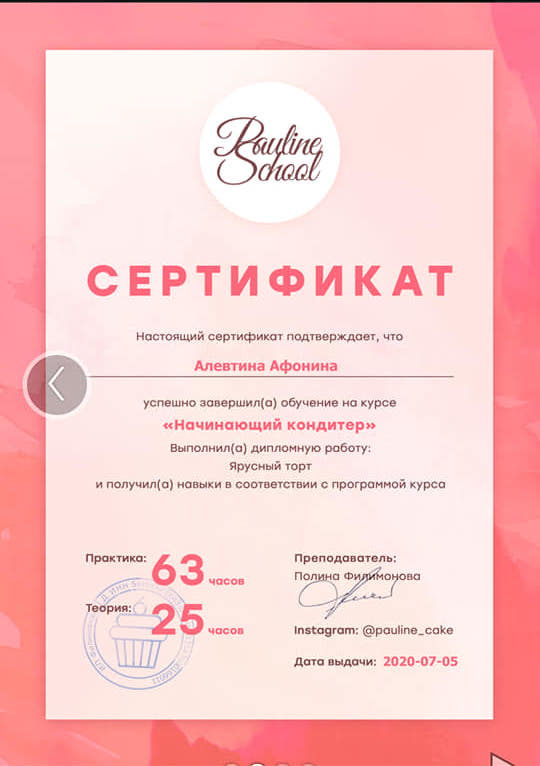 Pauline
School
СЕРТИФИКАТ
Настоящий сертификат подтверждает, что
Алевтина Афонина
успешно завершил(а) обучение на курсе
«Начинающий кондитер»
Выполнил(а) дипломную работу:
Ярусный торт
и получил(а) навыки в соответствии с программой курса
Практика: 63 часов
Теория: 25 часов
Преподаватель:
Полина Филимонова
Instagram: @pauline_cake
Дата выдачи: 2020-07-05